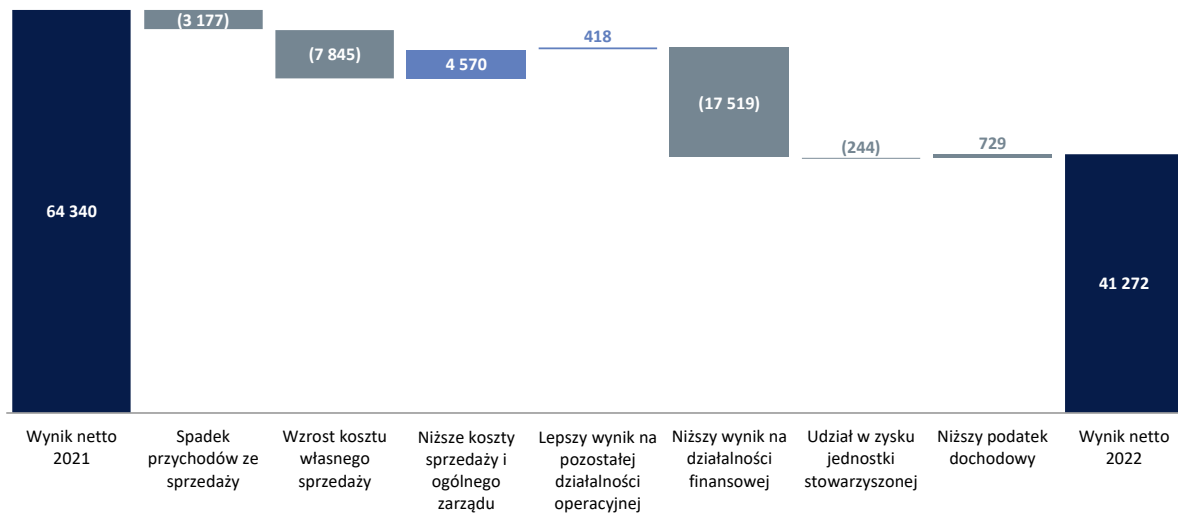 (3 177)
418
(7 845)
4 570
(17 519)
(244)
729
64 340
41 272
Wynik netto
2021
Spadek
przychodów ze
sprzedaży
Wzrost kosztu
własnego
sprzedaży
Niższe koszty
sprzedaży i
ogólnego
zarządu
Lepszy wynik na
pozostałej
działalności
operacyjnej
Niższy wynik na
działalności
finansowej
Udział w zysku
jednostki
stowarzyszonej
Niższy podatek
dochodowy
Wynik netto
2022